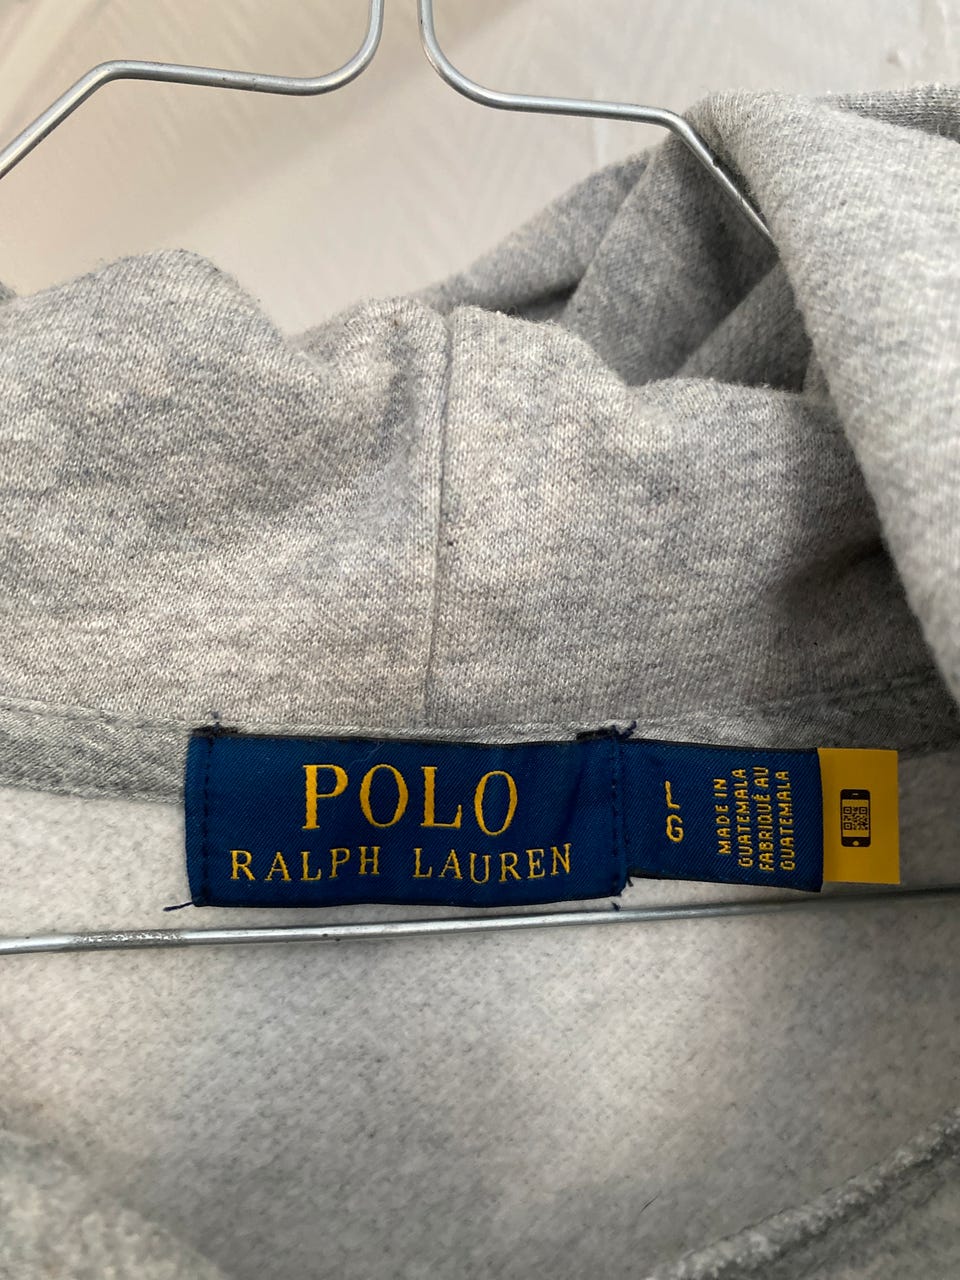 POLO
RALPH LAUREN
L
G
MADE IN
GUATEMALA
FABRIQUÉ AU
GUATEMALA